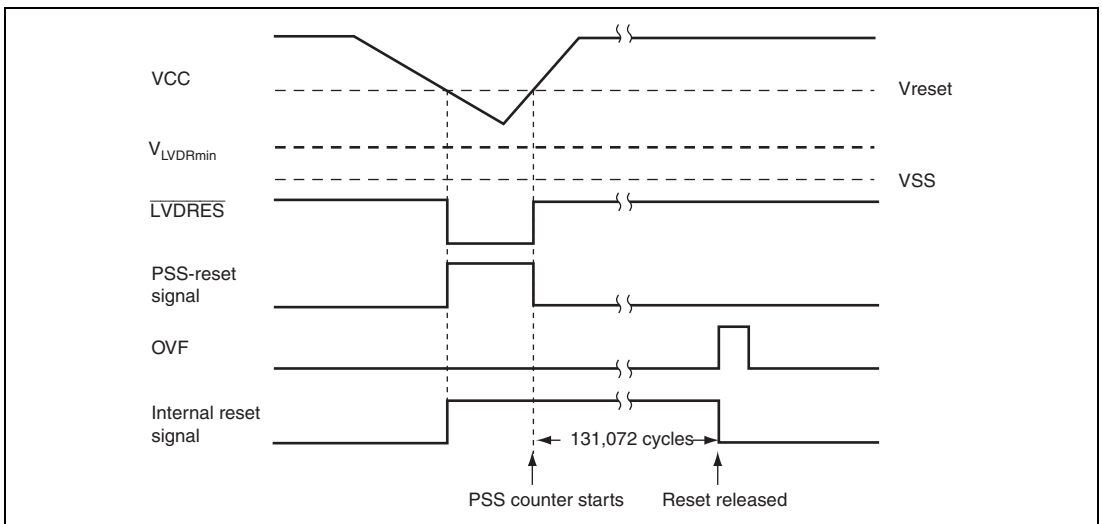 VCC
Vreset
VLVDRmin
VSS
LVDRES
PSS-reset
signal
OVF
Internal reset
signal
131,072 cycles
PSS counter starts
Reset released